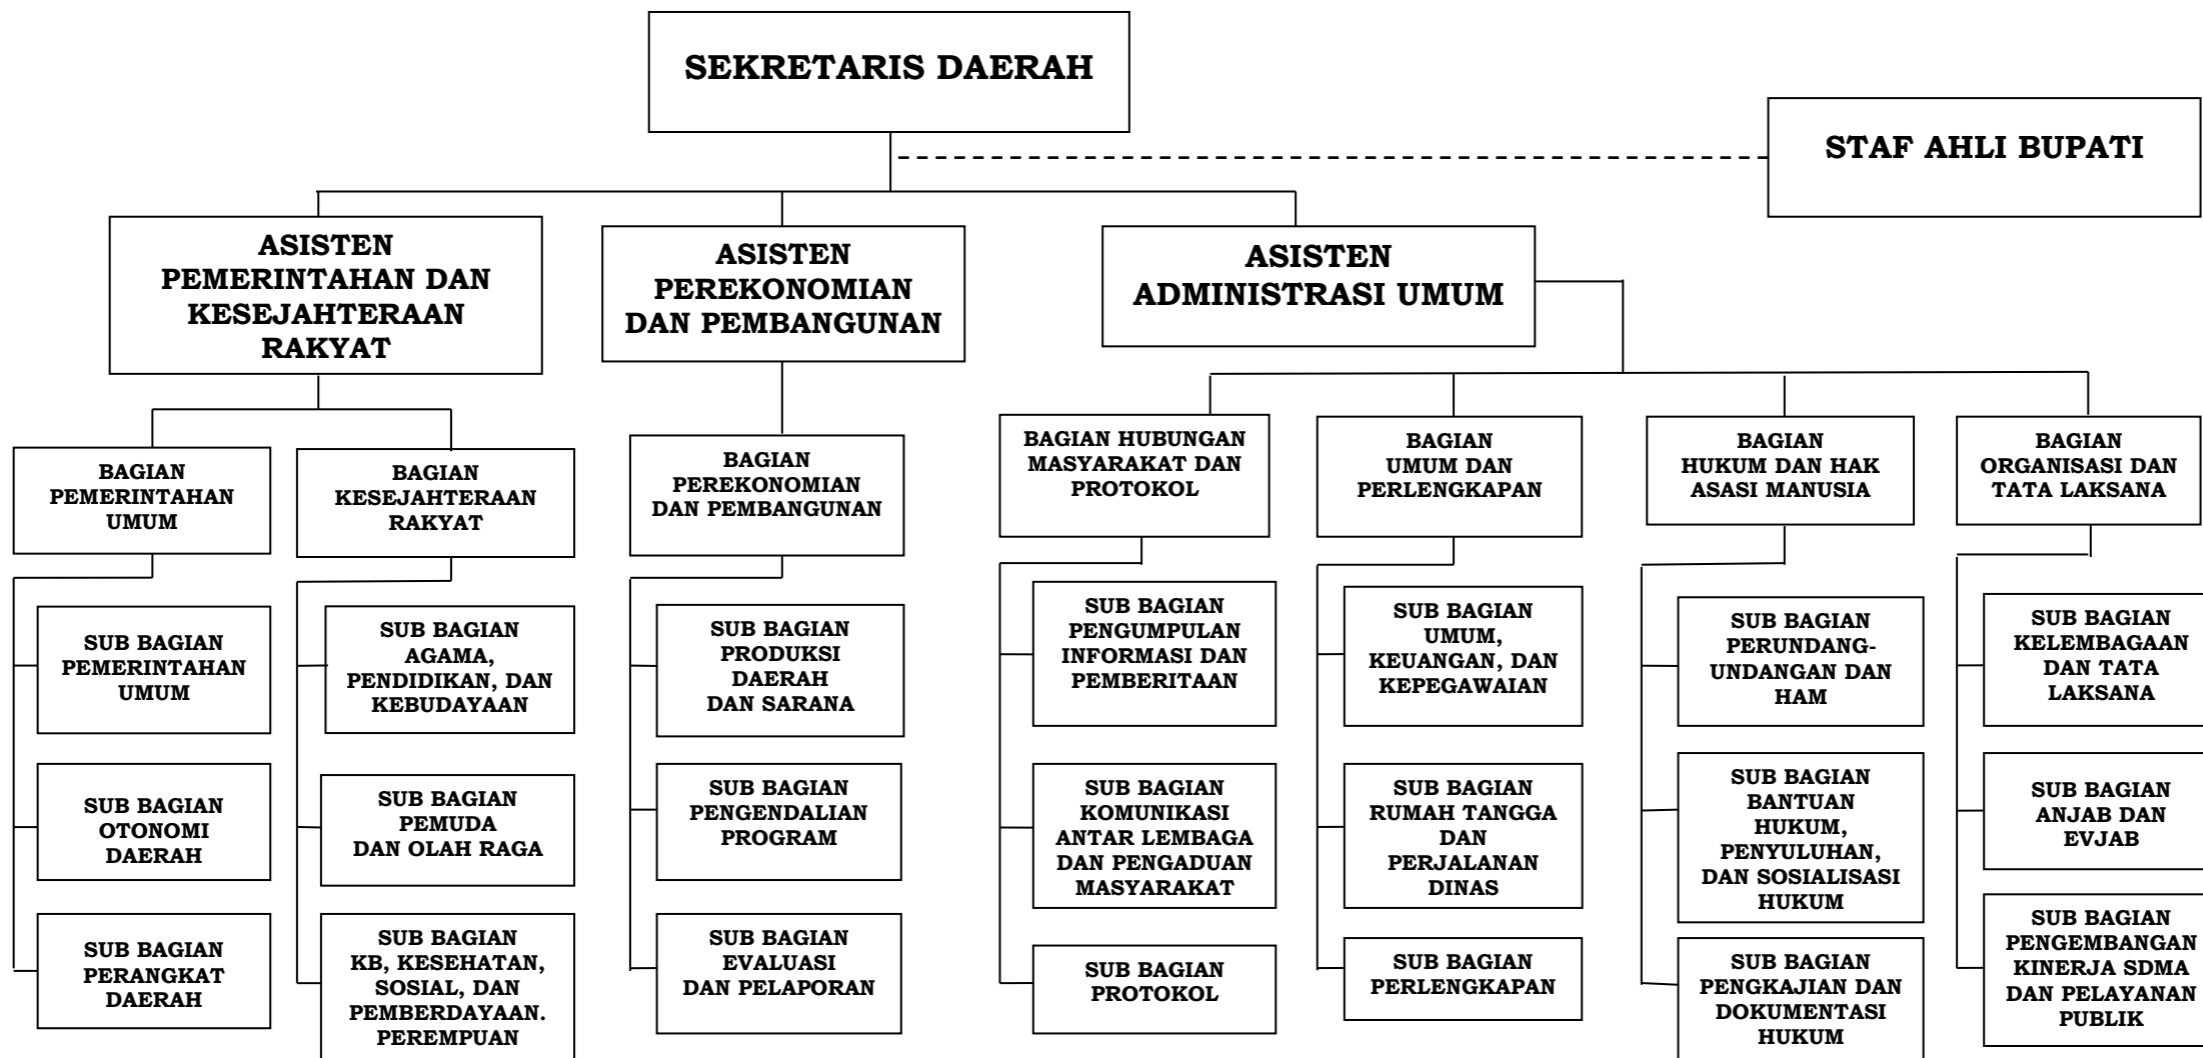 SEKRETARIS DAERAH
STAF AHLI BUPATI
ASISTEN
PEMERINTAHAN DAN
KESEJAHTERAAN
RAKYAT
ASISTEN
PEREKONOMIAN
DAN PEMBANGUNAN
ASISTEN
ADMINISTRASI UMUM
BAGIAN
PEMERINTAHAN
UMUM
BAGIAN
KESEJAHTERAAN
RAKYAT
BAGIAN
PEREKONOMIAN
DAN PEMBANGUNAN
BAGIAN HUBUNGAN
MASYARAKAT DAN
PROTOKOL
BAGIAN
UMUM DAN
PERLENGKAPAN
BAGIAN
HUKUM DAN HAK
ASASI MANUSIA
BAGIAN
ORGANISASI DAN
TATA LAKSANA
SUB BAGIAN
PEMERINTAHAN
UMUM
SUB BAGIAN
AGAMA,
PENDIDIKAN, DAN
KEBUDAYAAN
SUB BAGIAN
PRODUKSI
DAERAH
DAN SARANA
SUB BAGIAN
PENGUMPULAN
INFORMASI DAN
PEMBERITAAN
SUB BAGIAN
UMUM,
KEUANGAN, DAN
KEPEGAWAIAN
SUB BAGIAN
PERUNDANG-
UNDANGAN DAN
HAM
SUB BAGIAN
KELEMBAGAAN
DAN TATA
LAKSANA
SUB BAGIAN
OTONOMI
DAERAH
SUB BAGIAN
PEMUDA
DAN OLAH RAGA
SUB BAGIAN
PENGENDALIAN
PROGRAM
SUB BAGIAN
KOMUNIKASI
ANTAR LEMBAGA
DAN PENGADUAN
MASYARAKAT
SUB BAGIAN
RUMAH TANGGA
DAN
PERJALANAN
DINAS
SUB BAGIAN
BANTUAN
HUKUM,
PENYULUHAN,
DAN SOSIALISASI
HUKUM
SUB BAGIAN
ANJAB DAN
EVJAB
SUB BAGIAN
PERANGKAT
DAERAH
SUB BAGIAN
KB, KESEHATAN,
SOSIAL, DAN
PEMBERDAYAAN.
PEREMPUAN
SUB BAGIAN
EVALUASI
DAN PELAPORAN
SUB BAGIAN
PROTOKOL
SUB BAGIAN
PERLENGKAPAN
SUB BAGIAN
PENGKAJIAN DAN
DOKUMENTASI
HUKUM
SUB BAGIAN
PENGEMBANGAN
KINERJA SDMA
DAN PELAYANAN
PUBLIK